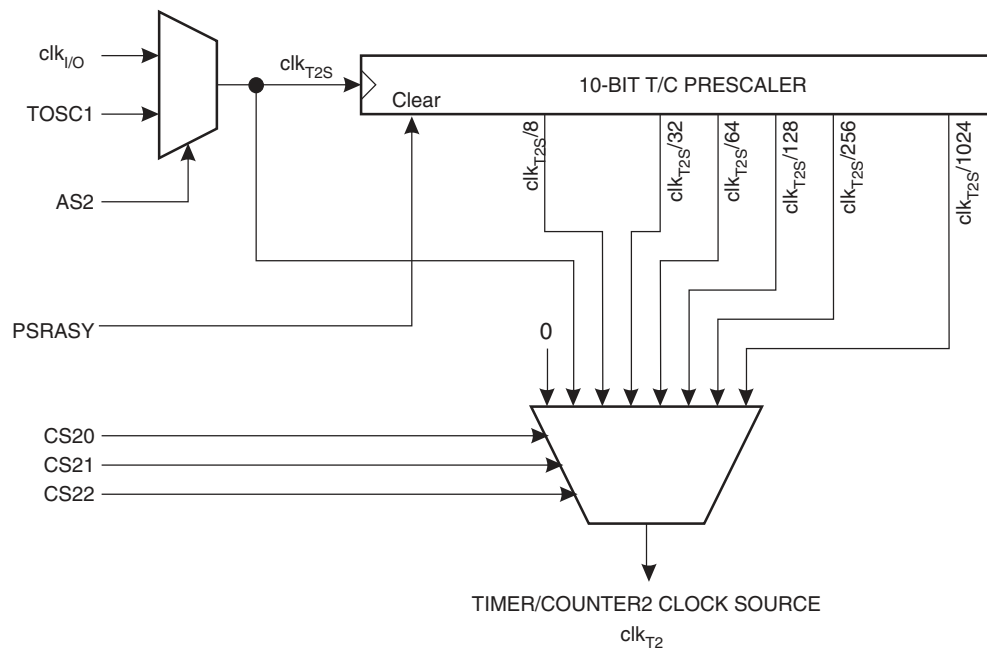 clkI/O
clkT2S
10-BIT T/C PRESCALER
TOSC1
Clear
clkT2S/8
clkT2S/32
clkT2S/64
clkT2S/128
clkT2S/256
clkT2S/1024
AS2
PSRASY
0
CS20
CS21
CS22
TIMER/COUNTER2 CLOCK SOURCE
clkT2